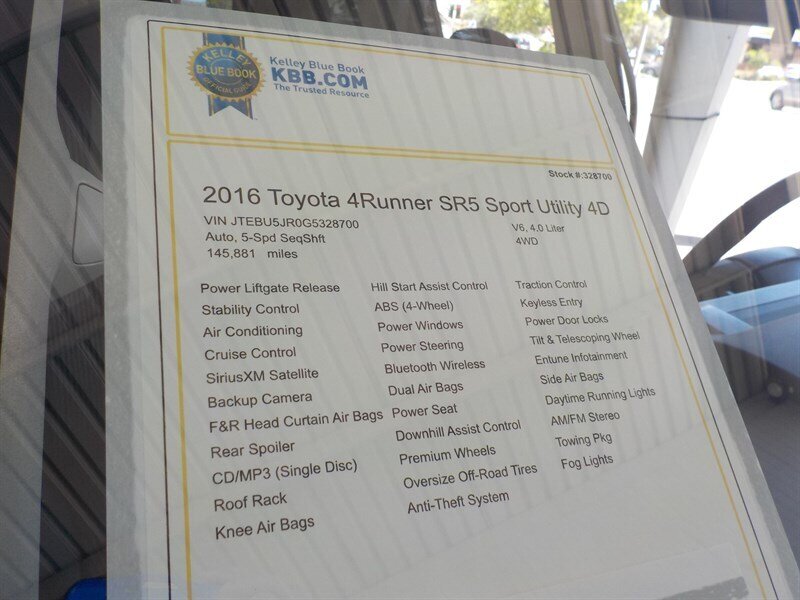 Kelley Blue Book
KBB.COM
The Trusted Resource
KELLEY
BLUE BOOK
OFFICIAL GUIDE
Stock #:328700
2016 Toyota 4Runner SR5 Sport Utility 4D
VIN JTEBU5JR0G5328700
V6, 4.0 Liter
Auto, 5-Spd SeqShft
4WD
145,881 miles
Power Liftgate Release
Hill Start Assist Control
Traction Control
Stability Control
ABS (4-Wheel)
Keyless Entry
Air Conditioning
Power Windows
Power Door Locks
Cruise Control
Power Steering
Tilt & Telescoping Wheel
SiriusXM Satellite
Bluetooth Wireless
Entune Infotainment
Backup Camera
Dual Air Bags
Side Air Bags
F&R Head Curtain Air Bags
Power Seat
Daytime Running Lights
Rear Spoiler
Downhill Assist Control
AM/FM Stereo
CD/MP3 (Single Disc)
Premium Wheels
Towing Pkg
Roof Rack
Oversize Off-Road Tires
Fog Lights
Knee Air Bags
Anti-Theft System